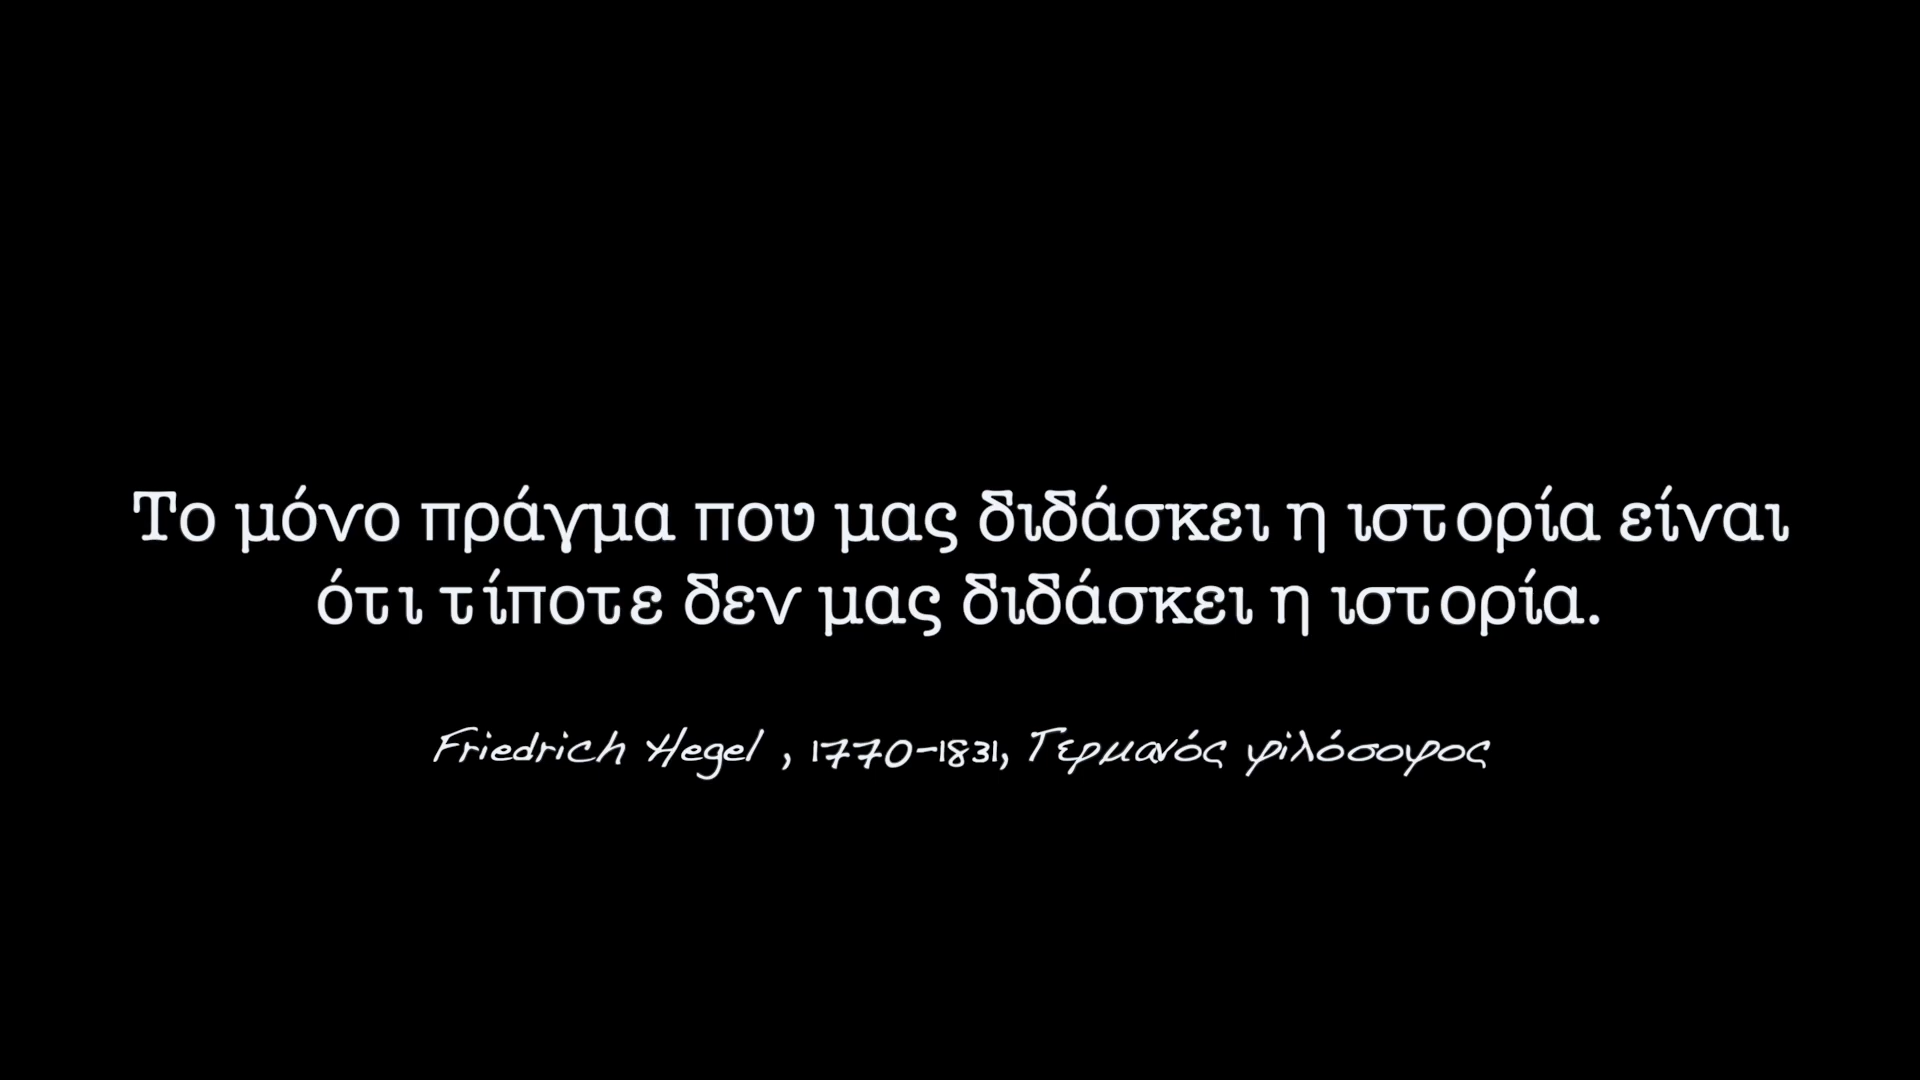 Το μόνο πράγμα που μας διδάσκει η ιστορία είναι
ότι τίποτε δεν μας διδάσκει η ιστορία.
Friedrich Hegel , 1770-1831, Γερμανός φιλόσοφος